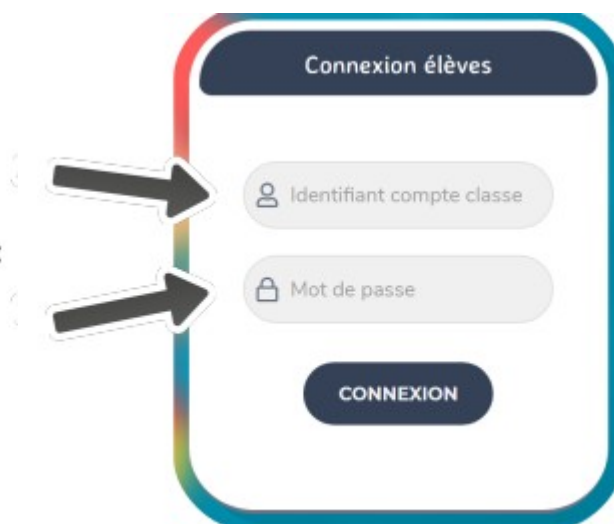 Connexion élèves
Identifiant compte classe
Mot de passe
CONNEXION